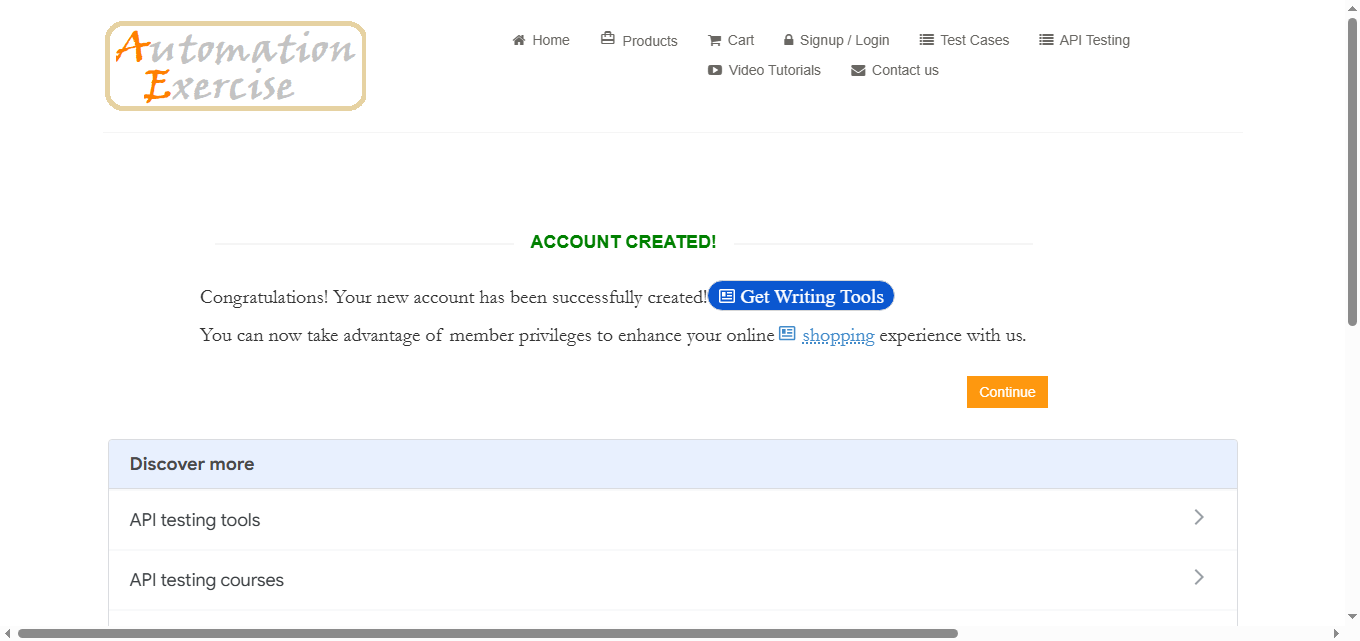 Automation
Exercise
Home
Products
Cart
Signup / Login
Test Cases
API Testing
Video Tutorials
Contact us
ACCOUNT CREATED!
Congratulations! Your new account has been successfully created! Get Writing Tools
You can now take advantage of member privileges to enhance your online shopping experience with us.
Continue
Discover more
API testing tools
API testing courses